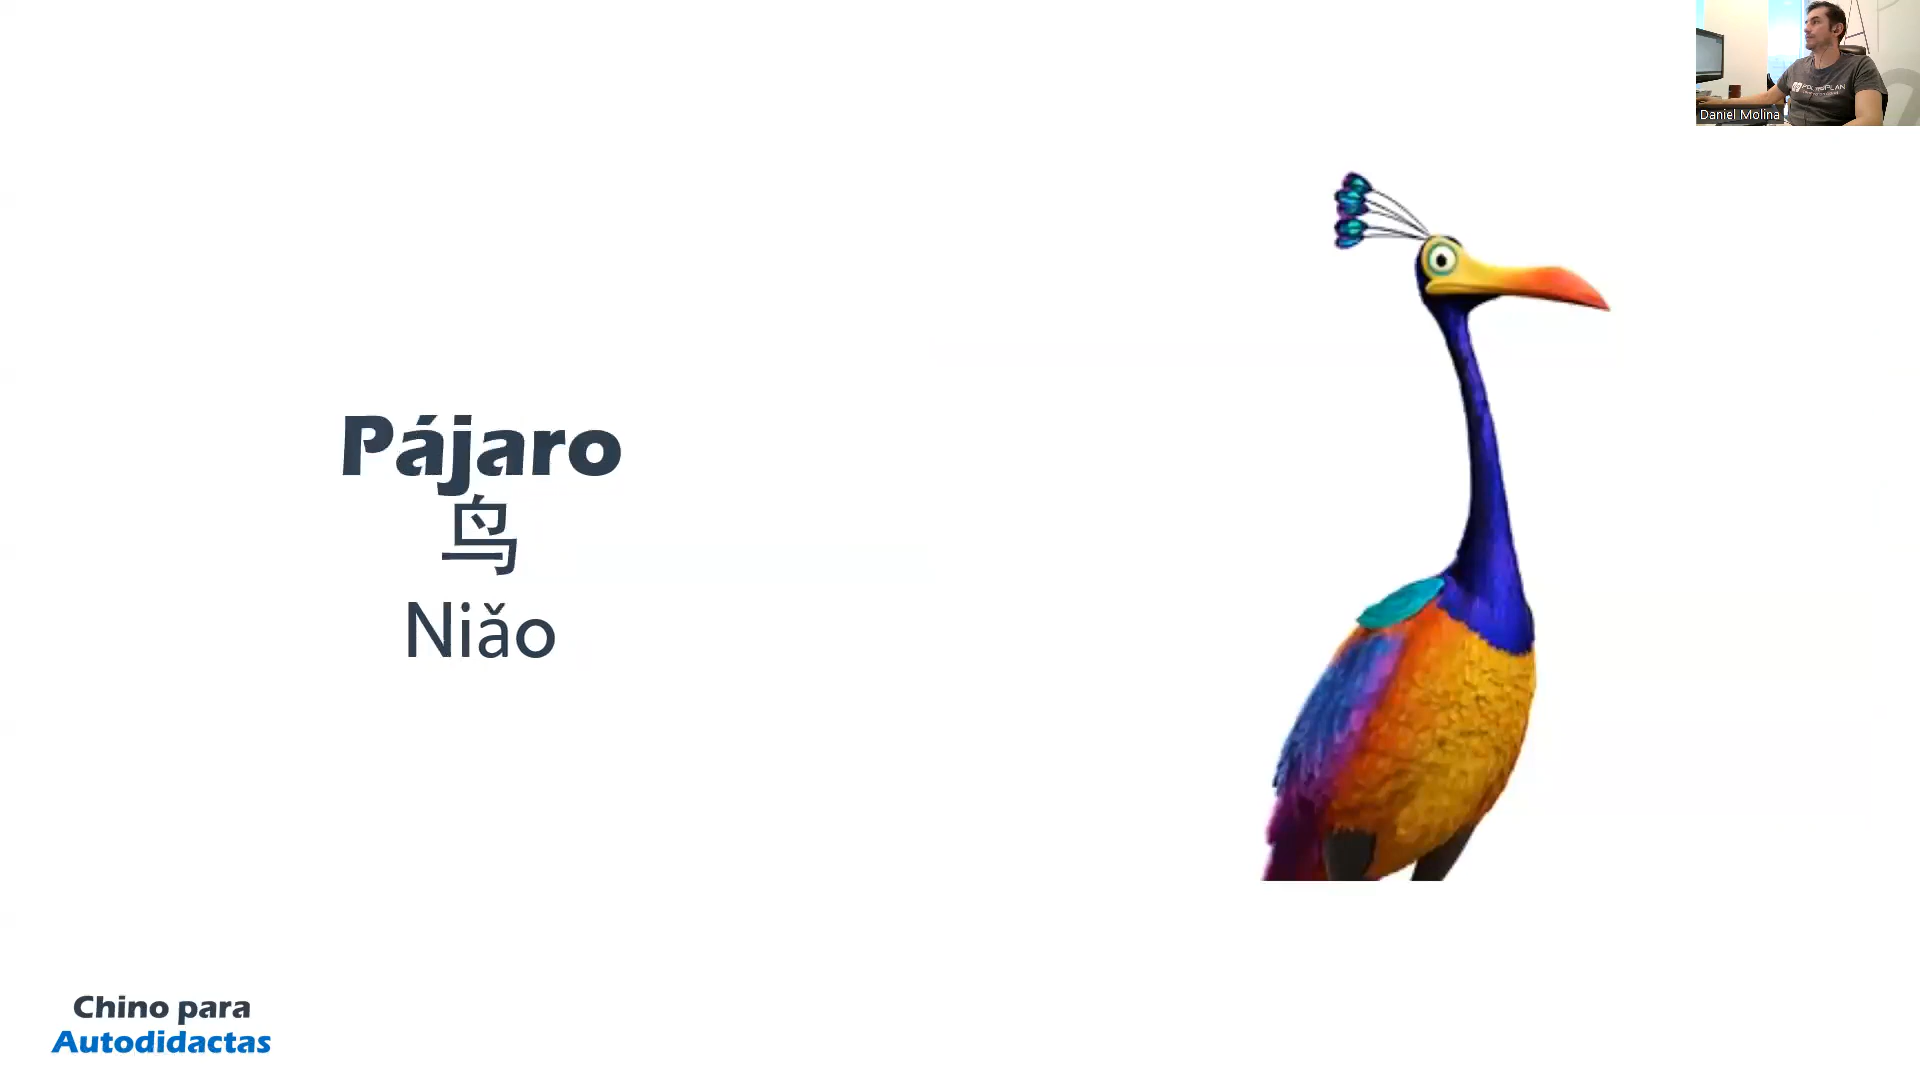 Daniel Molina
Pájaro
鸟
Niǎo
Chino para
Autodidactas